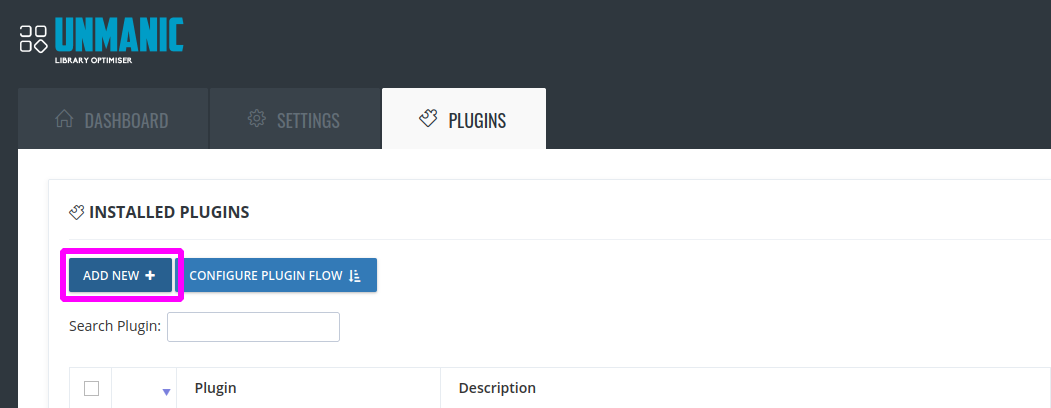 UNMANIC
LIBRARY OPTIMISER
DASHBOARD SETTINGS PLUGINS
INSTALLED PLUGINS
ADD NEW + CONFIGURE PLUGIN FLOW
Search Plugin:
Plugin Description